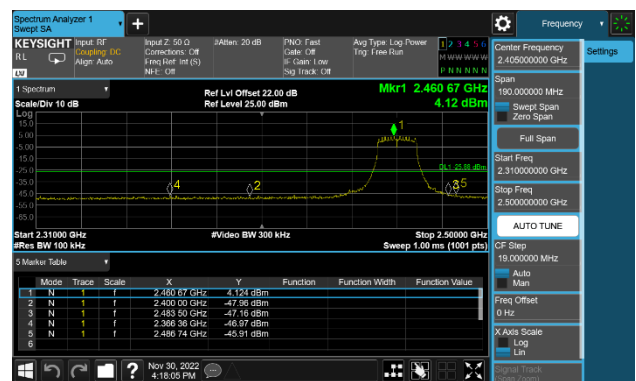 Spectrum Analyzer 1
Swept SA
Frequency
KEYSIGHT
RL
Input: RF
Coupling: DC
Align: Auto
Input Z: 50 Ω
Corrections: Off
Freq Ref: Int (S)
NFE: Off
#Atten: 20 dB
PNO: Fast
Gate: Off
IF Gain: Low
Sig Track: Off
Avg Type: Log-Power
Trig: Free Run
1 2 3 4 5 6
M W W W W W
P N N N N N
LXI
1 Spectrum
Scale/Div 10 dB
Ref Lvl Offset 22.00 dB
Ref Level 25.00 dBm
Mkr1 2.460 67 GHz
4.12 dBm
Log
15.0
5.00
-5.00
-15.0
-25.0
-35.0
-45.0
-55.0
-65.0
1
DL1 -25.88 dBm
4
2
3
5
Start 2.31000 GHz
#Video BW 300 kHz
Stop 2.50000 GHz
#Res BW 100 kHz
Sweep 1.00 ms (1001 pts)
5 Marker Table
Mode Trace Scale X Y Function Function Width Function Value
1 N 1 f 2.460 67 GHz 4.124 dBm
2 N 1 f 2.400 00 GHz -47.96 dBm
3 N 1 f 2.483 50 GHz -47.16 dBm
4 N 1 f 2.366 36 GHz -46.97 dBm
5 N 1 f 2.486 74 GHz -45.91 dBm
6
Nov 30, 2022
4:18:05 PM
Center Frequency
2.405000000 GHz
Settings
Span
190.000000 MHz
Swept Span
Zero Span
Full Span
Start Freq
2.310000000 GHz
Stop Freq
2.500000000 GHz
AUTO TUNE
CF Step
19.000000 MHz
Auto
Man
Freq Offset
0 Hz
X Axis Scale
Log
Lin
Signal Track
(Span Zoom)